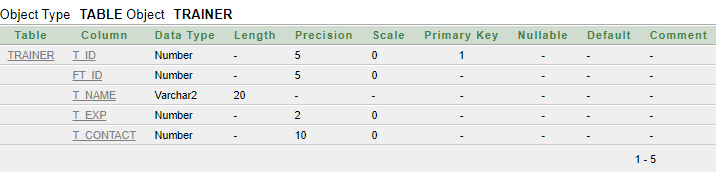 Object Type TABLE Object TRAINER
Table Column Data Type Length Precision Scale Primary Key Nullable Default Comment
TRAINER T_ID Number - 5 0 1 - - -
FT_ID Number - 5 0 - - - -
T_NAME Varchar2 20 - - - - - -
T_EXP Number - 2 0 - - - -
T_CONTACT Number - 10 0 - - - -
1 - 5